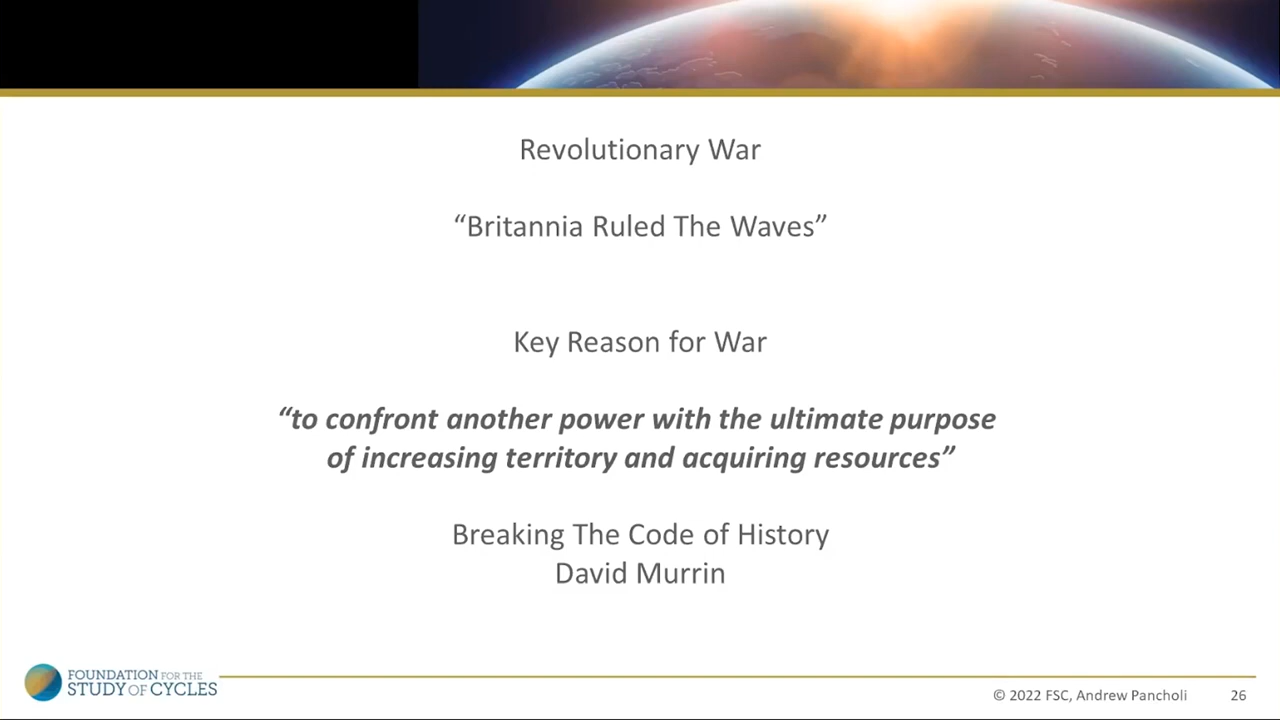 Revolutionary War
“Britannia Ruled The Waves”
Key Reason for War
“to confront another power with the ultimate purpose
of increasing territory and acquiring resources”
Breaking The Code of History
David Murrin
FOUNDATION FOR THE
STUDY OF CYCLES
© 2022 FSC, Andrew Pancholi
26